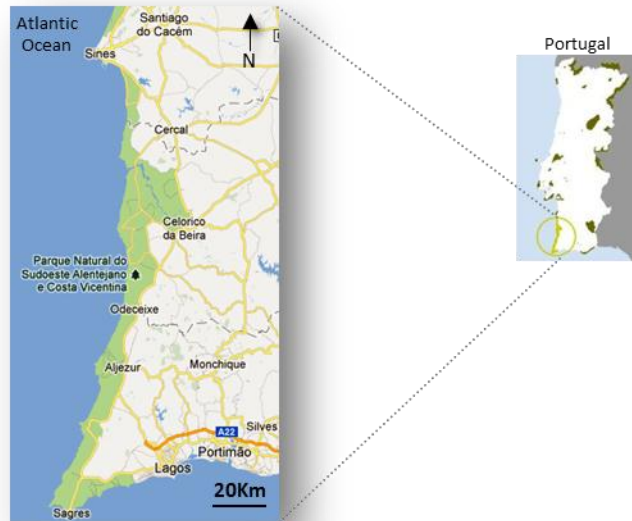 Atlantic
Ocean
Santiago
do Cacém
Sines
N
Cercal
Celorico
da Beira
Parque Natural do
Sudoeste Alentejano
e Costa Vicentina
Odeceixe
Aljezur
Monchique
A22
Silves
Portimão
Lagos
20Km
Sagres
Portugal